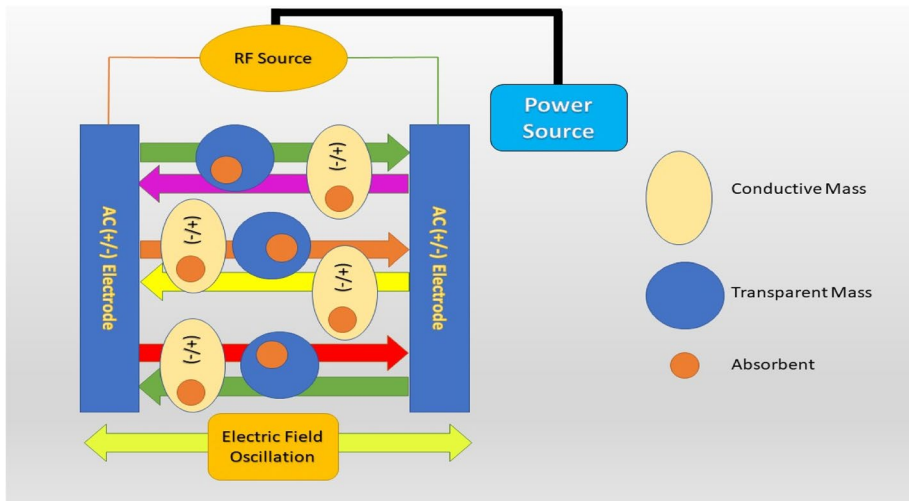 RF Source
Power
Source
AC (+/-) Electrode
AC (+/-) Electrode
(+/-)
(+/-)
(+/-)
(+/-)
Electric Field
Oscillation
Conductive Mass
Transparent Mass
Absorbent